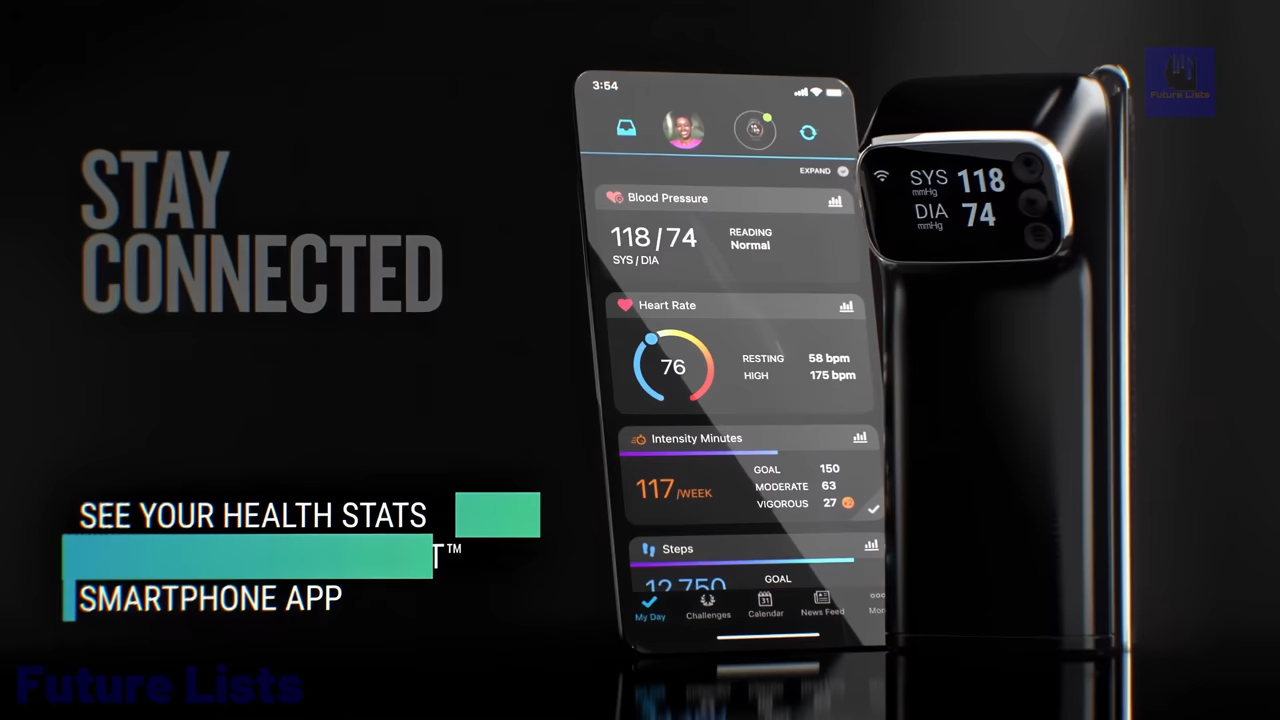 STAY
CONNECTED
SEE YOUR HEALTH STATS
T™
SMARTPHONE APP
3:54
EXPAND
Blood Pressure
118/74
SYS/DIA
READING
Normal
Heart Rate
76
RESTING 58 bpm
HIGH 175 bpm
Intensity Minutes
117/WEEK
GOAL 150
MODERATE 63
VIGOROUS 27
Steps
12,750
GOAL
31
My Day Challenges Calendar News Feed
SYS 118
mmHg
DIA 74
mmHg
Future Lists
Future Lists